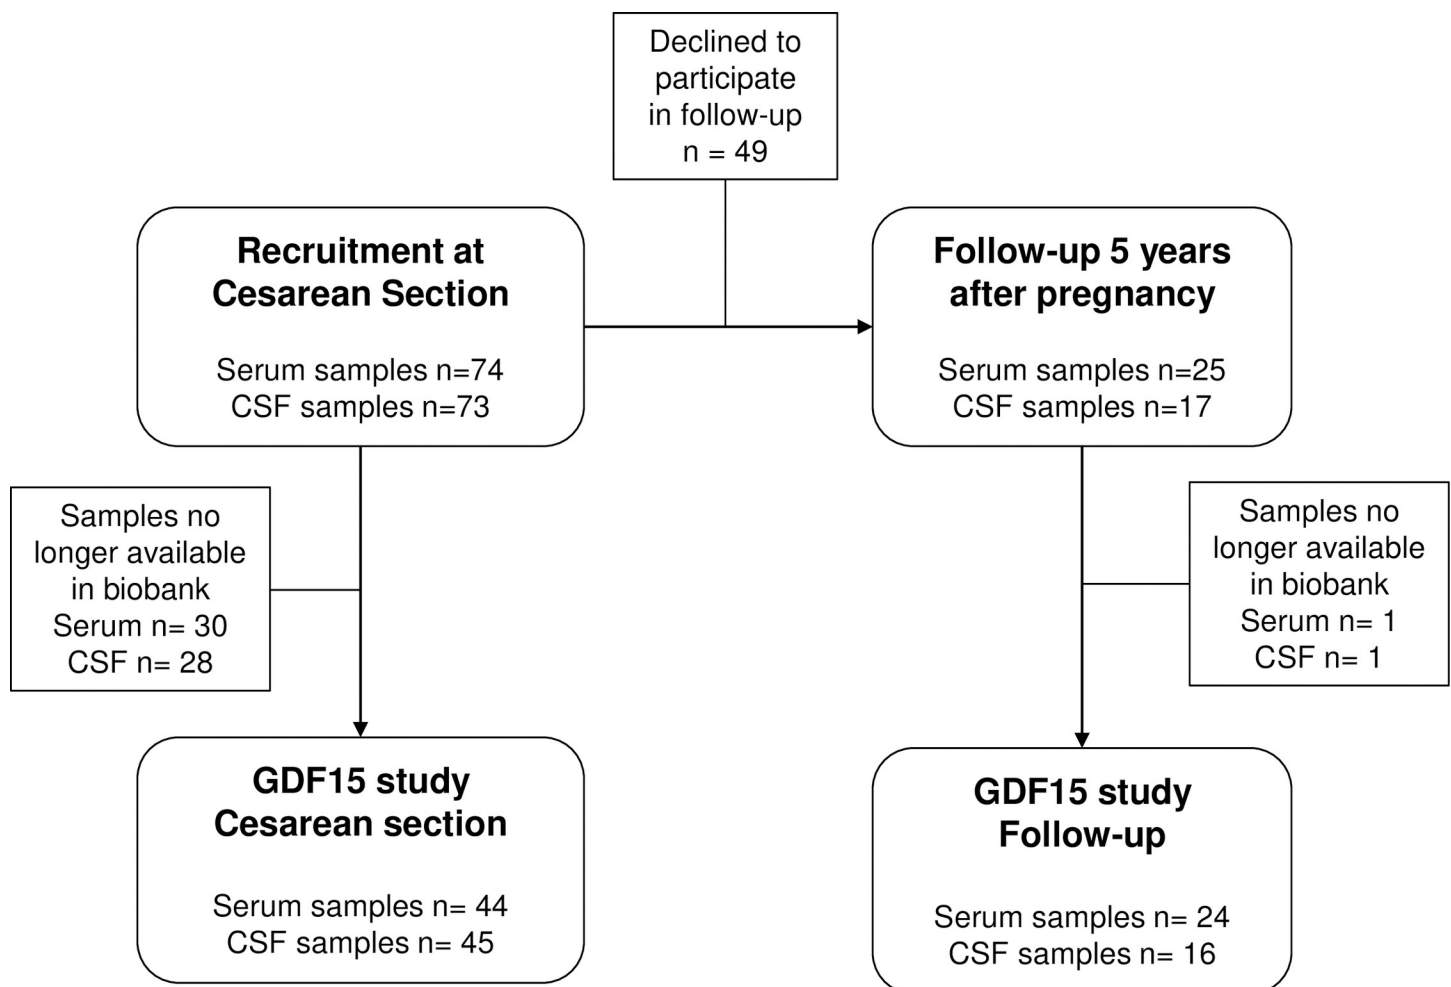 Declined to
participate
in follow-up
n = 49
Recruitment at
Cesarean Section
Serum samples n=74
CSF samples n=73
Follow-up 5 years
after pregnancy
Serum samples n=25
CSF samples n=17
Samples no
longer available
in biobank
Serum n= 30
CSF n= 28
Samples no
longer available
in biobank
Serum n= 1
CSF n= 1
GDF15 study
Cesarean section
Serum samples n= 44
CSF samples n= 45
GDF15 study
Follow-up
Serum samples n= 24
CSF samples n= 16